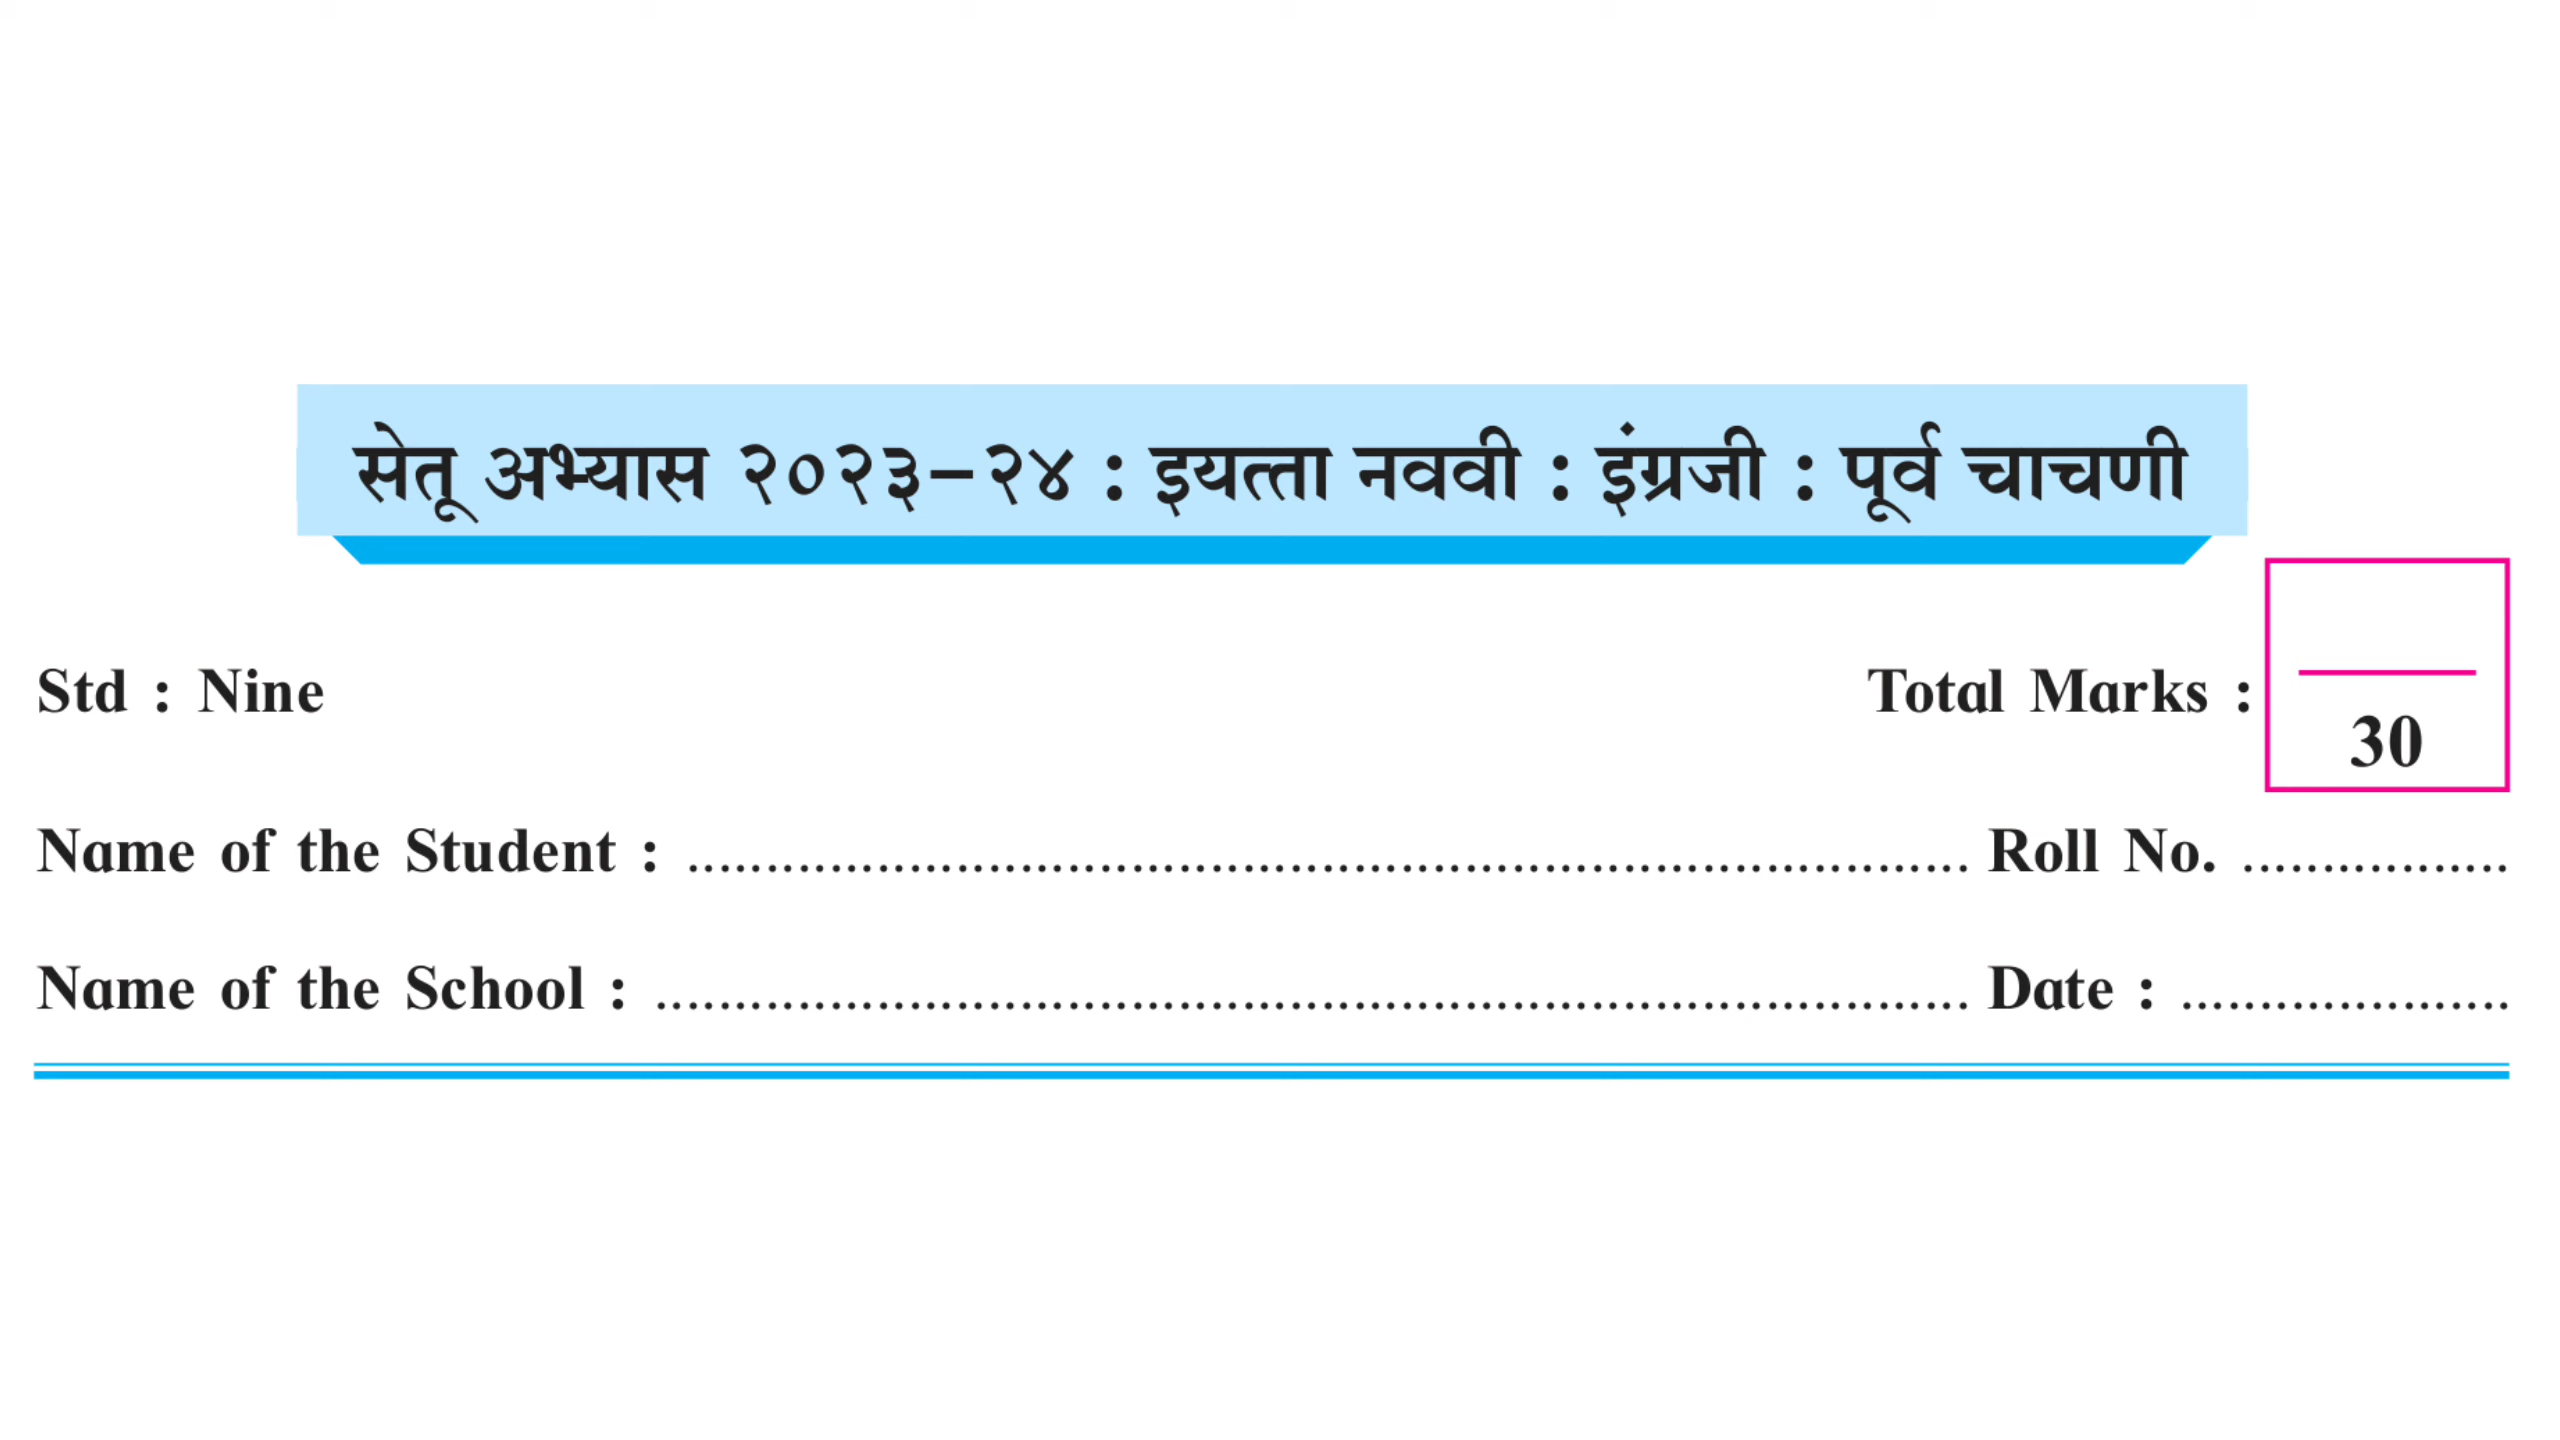 सेतू अभ्यास २०२३-२४ : इयत्ता नववी : इंग्रजी : पूर्व चाचणी
Std : Nine Total Marks :
30
Name of the Student : ................................................................................. Roll No. .................
Name of the School : ................................................................................... Date : .....................